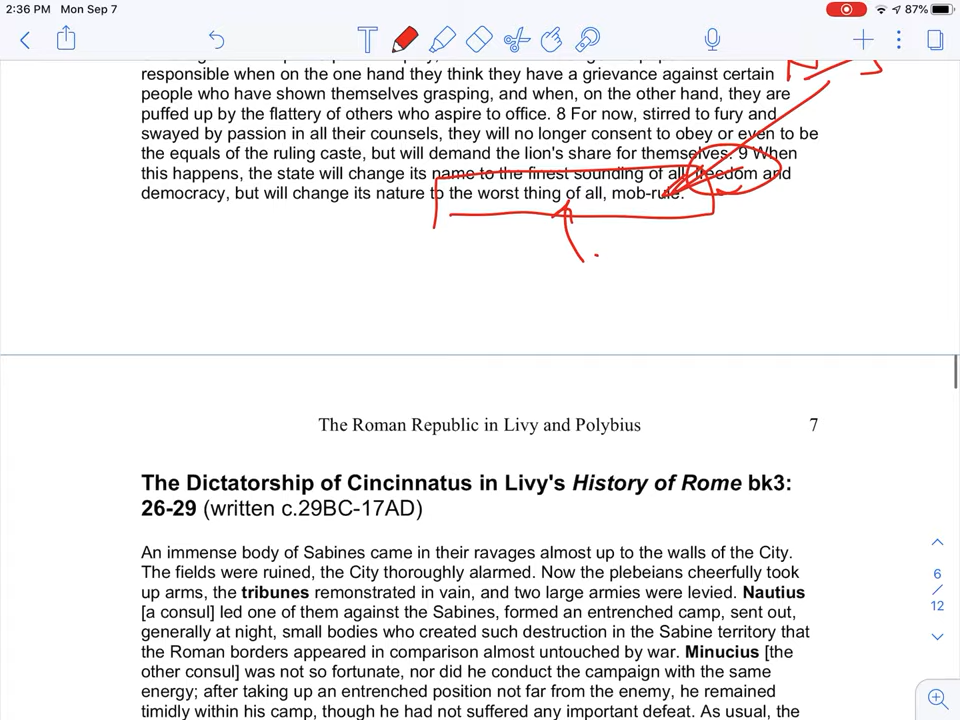 2:36 PM Mon Sep 7
87%
T
responsible when on the one hand they think they have a grievance against certain
people who have shown themselves grasping, and when, on the other hand, they are
puffed up by the flattery of others who aspire to office. 8 For now, stirred to fury and
swayed by passion in all their counsels, they will no longer consent to obey or even to be
the equals of the ruling caste, but will demand the lion's share for themselves. 9 When
this happens, the state will change its name to the finest sounding of all, freedom and
democracy, but will change its nature to the worst thing of all, mob-rule.
The Roman Republic in Livy and Polybius 7
The Dictatorship of Cincinnatus in Livy's History of Rome bk3:
26-29 (written c.29BC-17AD)
An immense body of Sabines came in their ravages almost up to the walls of the City.
The fields were ruined, the City thoroughly alarmed. Now the plebeians cheerfully took
up arms, the tribunes remonstrated in vain, and two large armies were levied. Nautius
[a consul] led one of them against the Sabines, formed an entrenched camp, sent out,
generally at night, small bodies who created such destruction in the Sabine territory that
the Roman borders appeared in comparison almost untouched by war. Minucius [the
other consul] was not so fortunate, nor did he conduct the campaign with the same
energy; after taking up an entrenched position not far from the enemy, he remained
timidly within his camp, though he had not suffered any important defeat. As usual, the
6
/
12